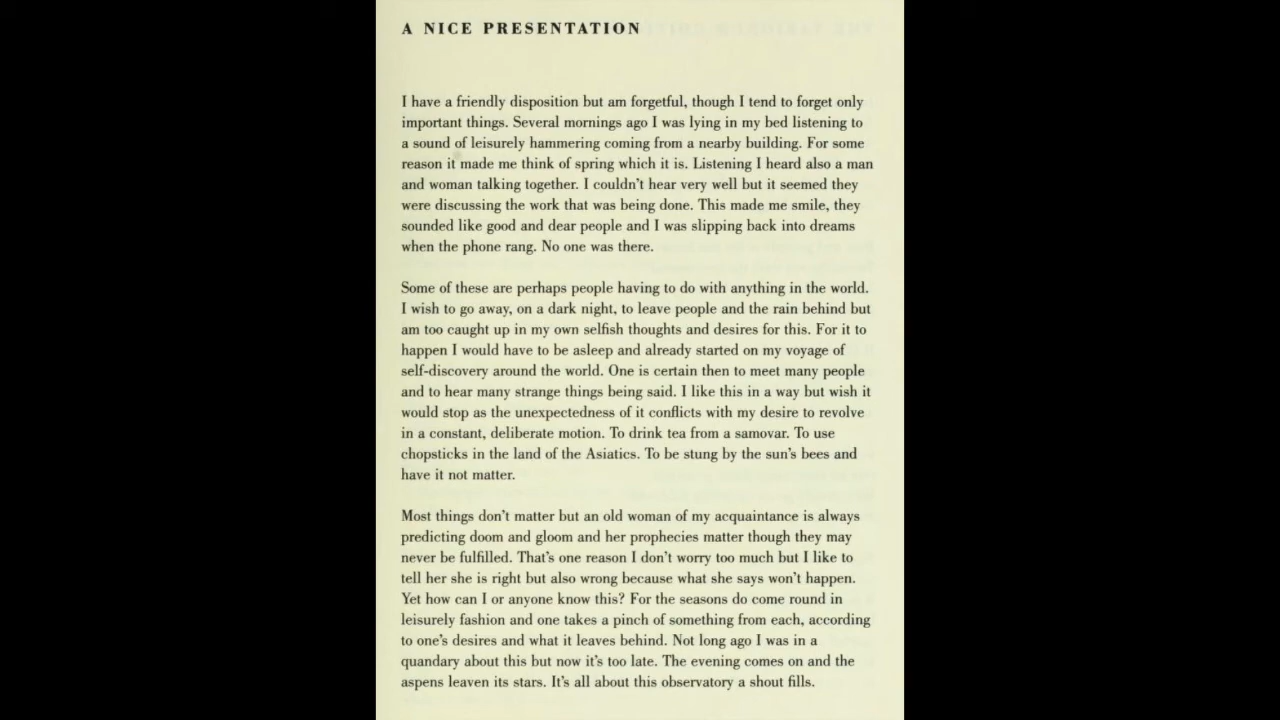 A NICE PRESENTATION
I have a friendly disposition but am forgetful, though I tend to forget only
important things. Several mornings ago I was lying in my bed listening to
a sound of leisurely hammering coming from a nearby building. For some
reason it made me think of spring which it is. Listening I heard also a man
and woman talking together. I couldn't hear very well but it seemed they
were discussing the work that was being done. This made me smile, they
sounded like good and dear people and I was slipping back into dreams
when the phone rang. No one was there.
Some of these are perhaps people having to do with anything in the world.
I wish to go away, on a dark night, to leave people and the rain behind but
am too caught up in my own selfish thoughts and desires for this. For it to
happen I would have to be asleep and already started on my voyage of
self-discovery around the world. One is certain then to meet many people
and to hear many strange things being said. I like this in a way but wish it
would stop as the unexpectedness of it conflicts with my desire to revolve
in a constant, deliberate motion. To drink tea from a samovar. To use
chopsticks in the land of the Asiatics. To be stung by the sun's bees and
have it not matter.
Most things don't matter but an old woman of my acquaintance is always
predicting doom and gloom and her prophecies matter though they may
never be fulfilled. That's one reason I don't worry too much but I like to
tell her she is right but also wrong because what she says won't happen.
Yet how can I or anyone know this? For the seasons do come round in
leisurely fashion and one takes a pinch of something from each, according
to one's desires and what it leaves behind. Not long ago I was in a
quandary about this but now it's too late. The evening comes on and the
aspens leaven its stars. It's all about this observatory a shout fills.